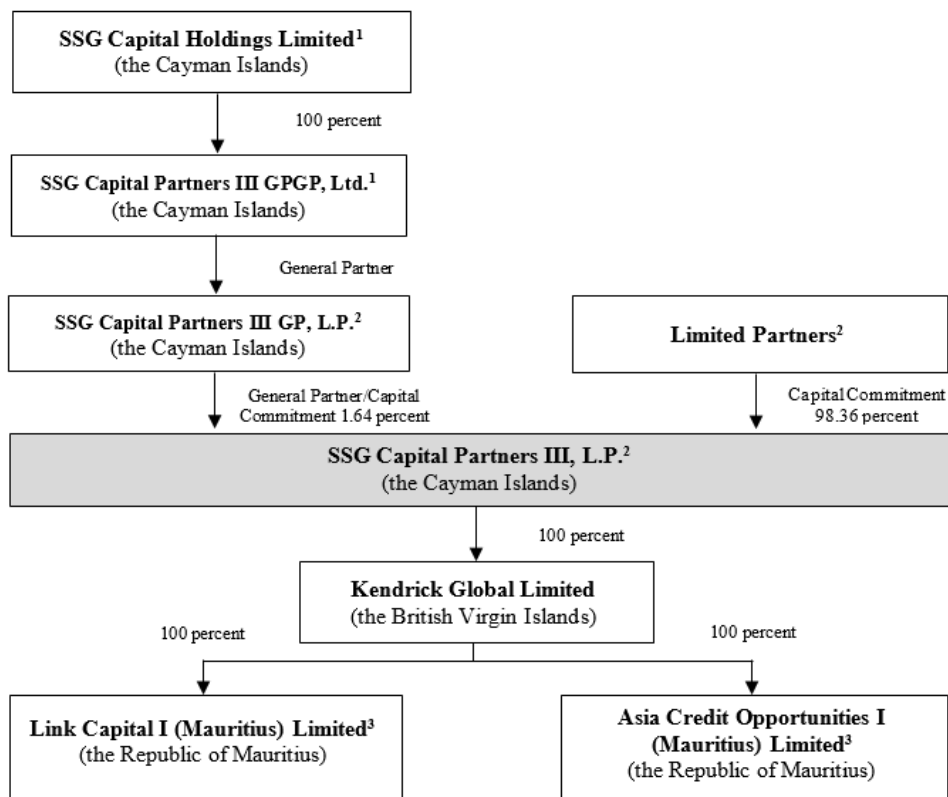 SSG Capital Holdings Limited¹
(the Cayman Islands)
100 percent
SSG Capital Partners III GPGP, Ltd.¹
(the Cayman Islands)
General Partner
SSG Capital Partners III GP, L.P.²
(the Cayman Islands)
Limited Partners²
General Partner/Capital
Commitment 1.64 percent
Capital Commitment
98.36 percent
SSG Capital Partners III, L.P.²
(the Cayman Islands)
100 percent
Kendrick Global Limited
(the British Virgin Islands)
100 percent
100 percent
Link Capital I (Mauritius) Limited³
(the Republic of Mauritius)
Asia Credit Opportunities I
(Mauritius) Limited³
(the Republic of Mauritius)